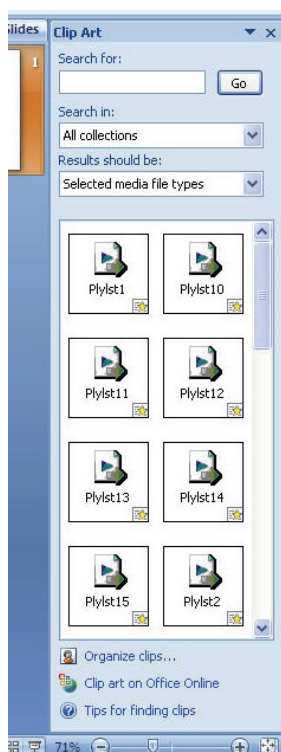 Slides
Clip Art
1
Search for:
Go
Search in:
All collections
Results should be:
Selected media file types
Plylst1
Plylst10
Plylst11
Plylst12
Plylst13
Plylst14
Plylst15
Plylst2
Organize clips...
Clip art on Office Online
Tips for finding clips
71%